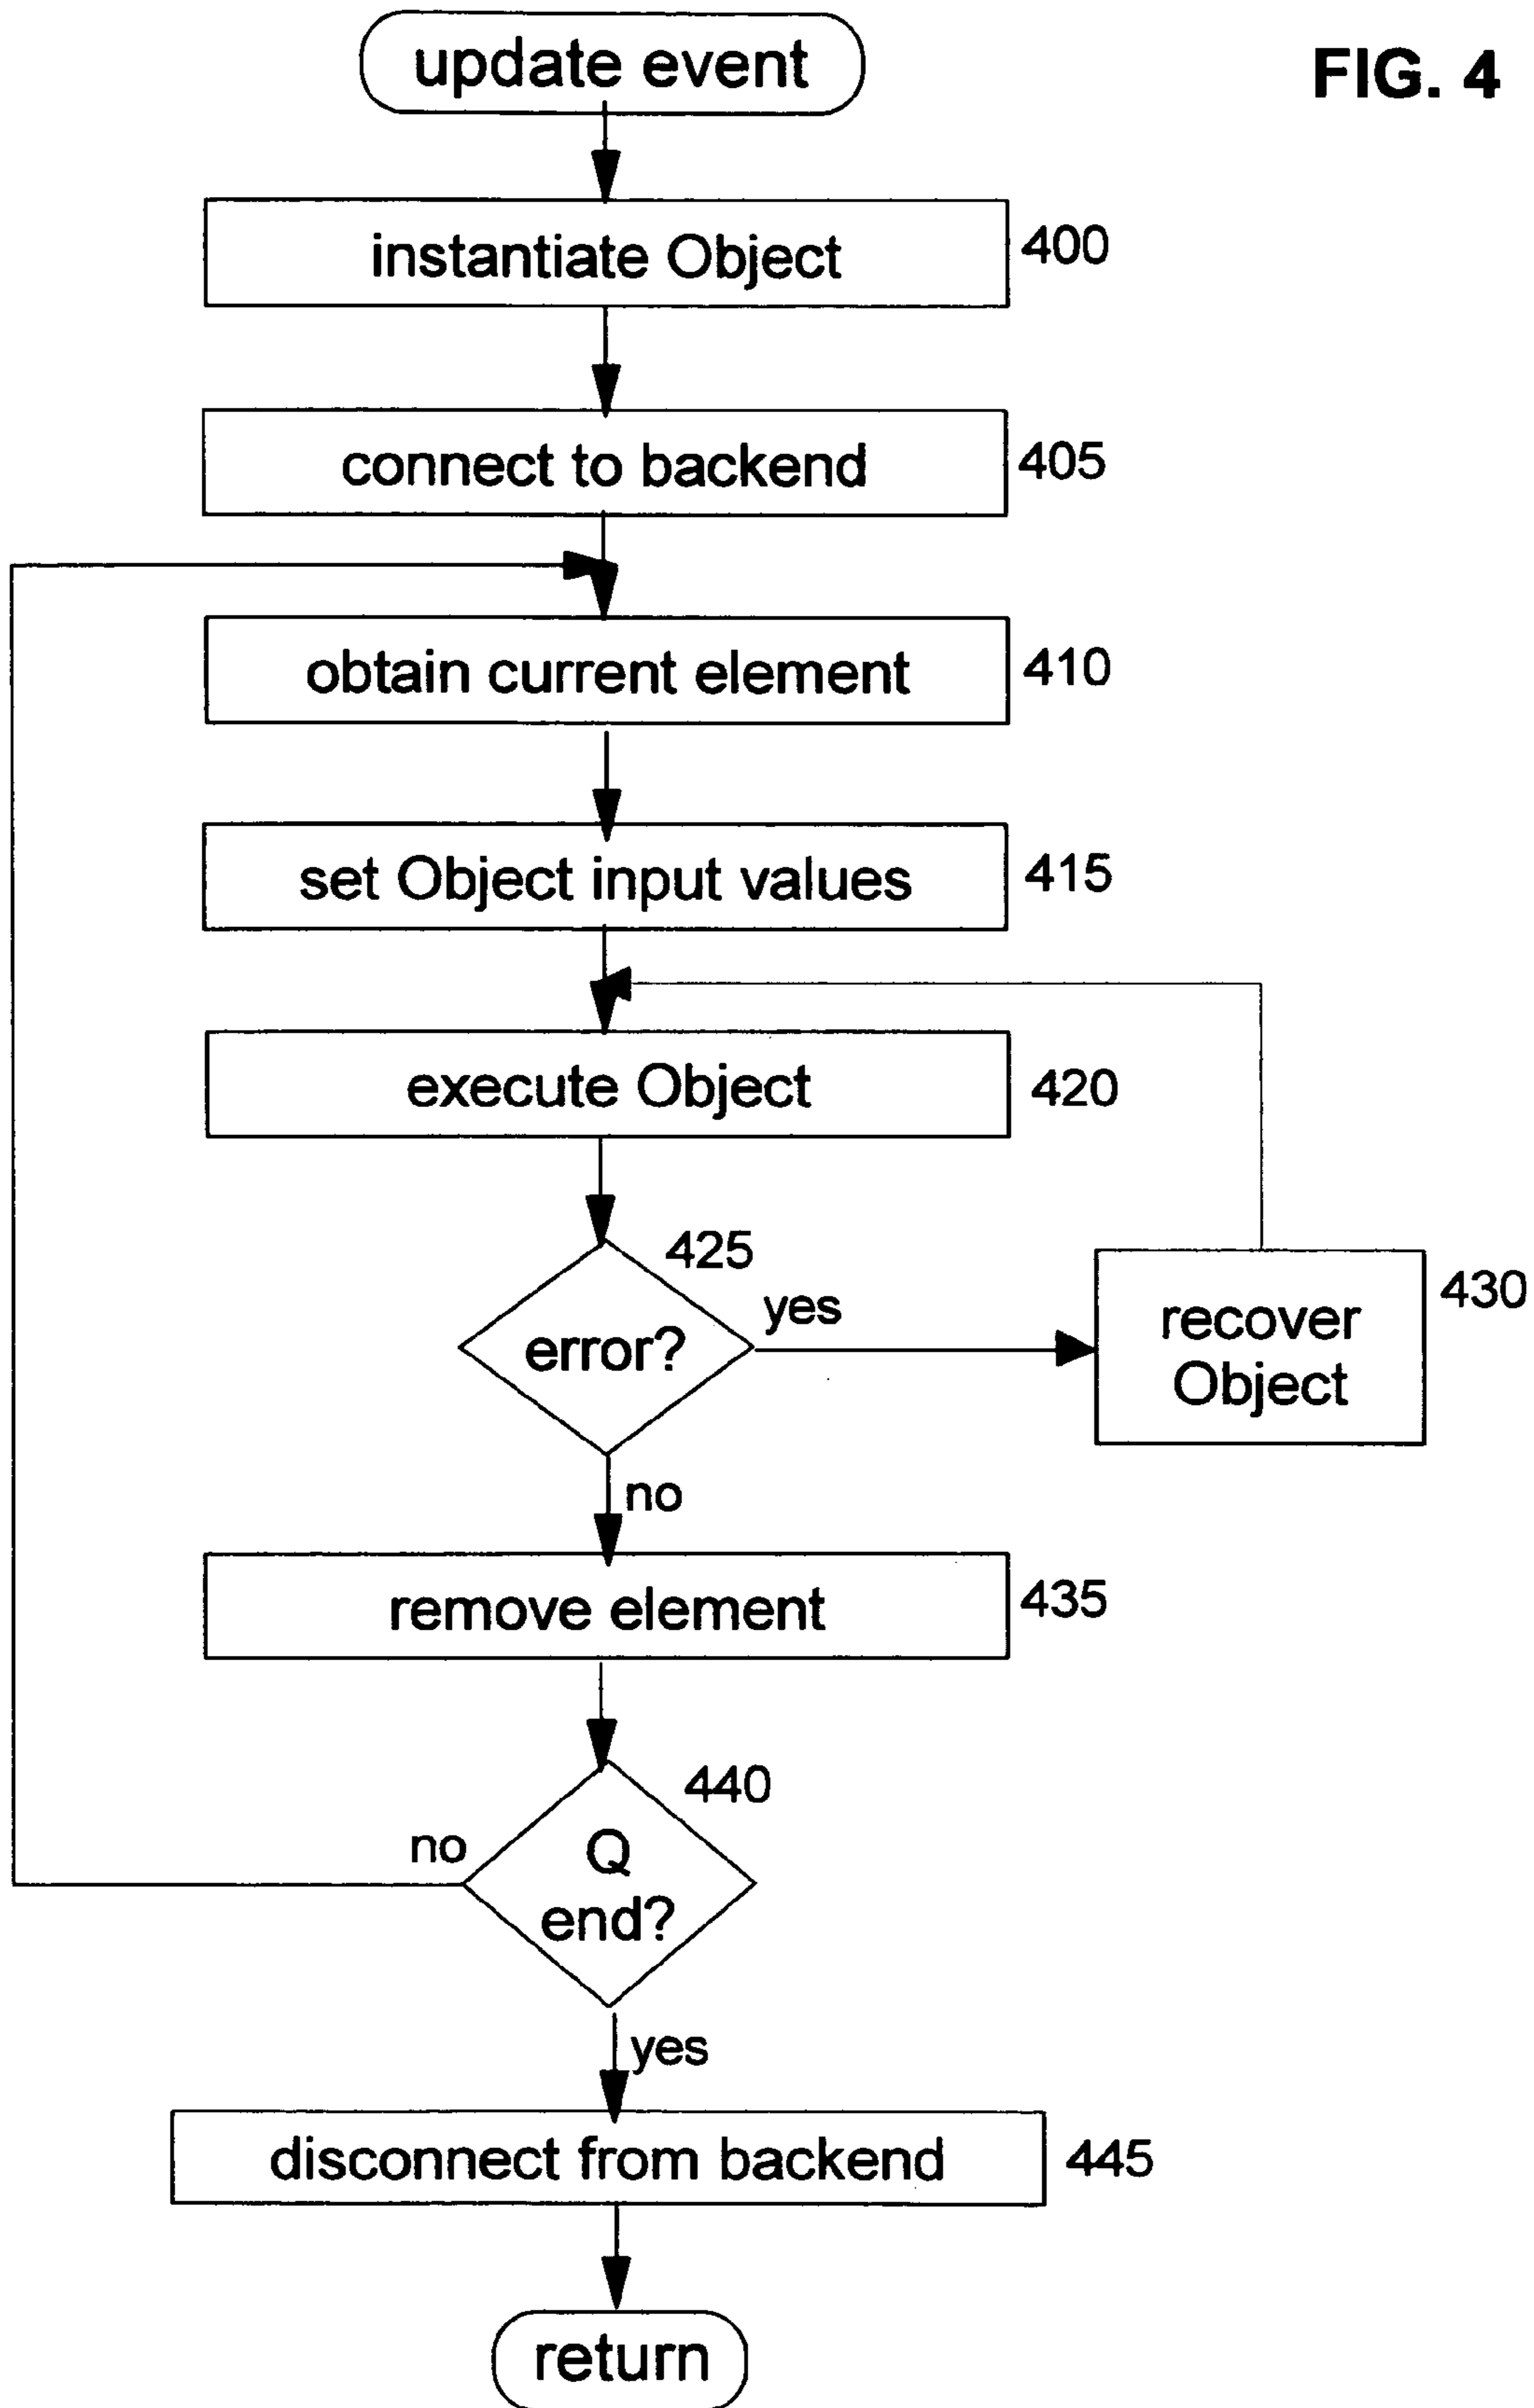 update event
FIG. 4
instantiate Object
400
connect to backend
405
obtain current element
410
set Object input values
415
execute Object
420
425
error?
yes
recover
Object
430
no
remove element
435
440
no
Q
end?
yes
disconnect from backend
445
return